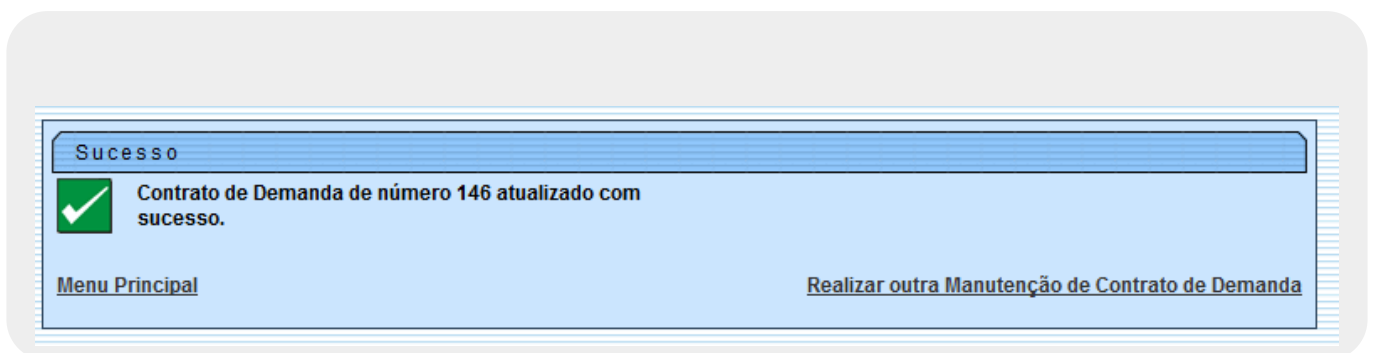 Sucesso
Contrato de Demanda de número 146 atualizado com
sucesso.
Menu Principal
Realizar outra Manutenção de Contrato de Demanda